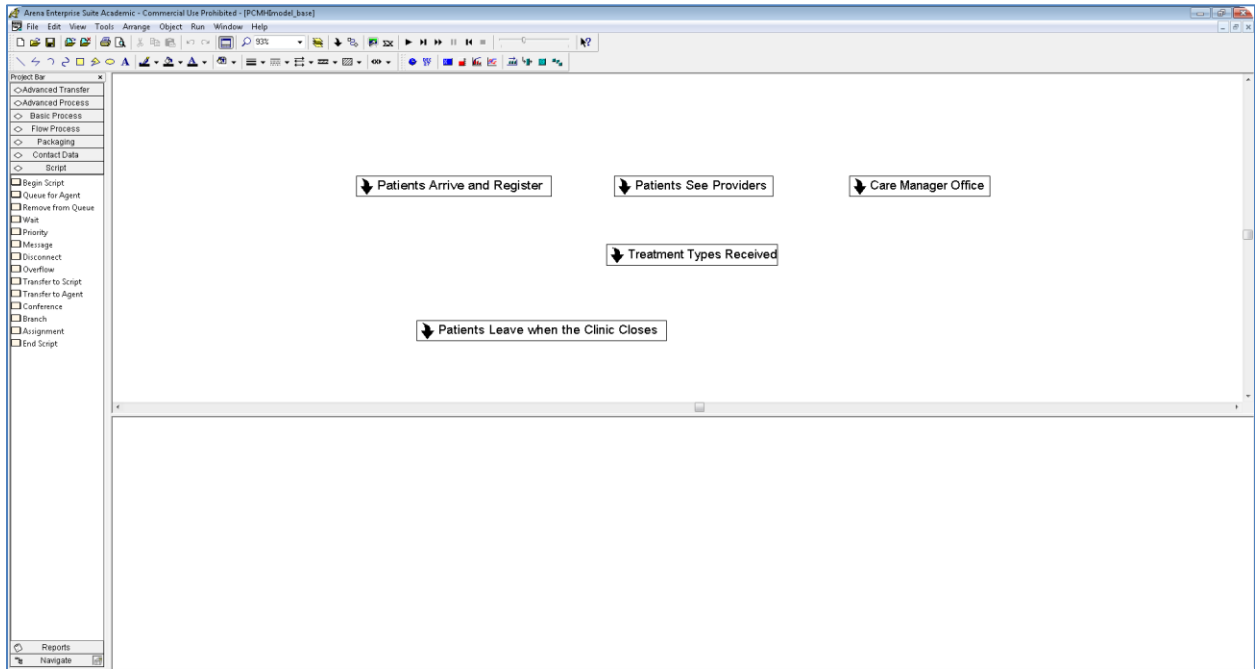 Arena Enterprise Suite Academic - Commercial Use Prohibited - [PCMHImodel_base]
File Edit View Tools Arrange Object Run Window Help
93%
Project Bar
Advanced Transfer
Advanced Process
Basic Process
Flow Process
Packaging
Contact Data
Script
Begin Script
Queue for Agent
Remove from Queue
Wait
Priority
Message
Disconnect
Overflow
Transfer to Script
Transfer to Agent
Conference
Branch
Assignment
End Script
Patients Arrive and Register
Patients See Providers
Care Manager Office
Treatment Types Received
Patients Leave when the Clinic Closes
Reports
Navigate